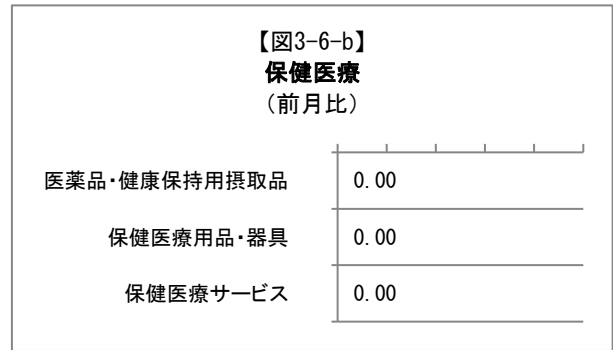 【図3-6-b】
保健医療
（前月比）
医薬品・健康保持用摂取品 0.00
保健医療用品・器具 0.00
保健医療サービス 0.00